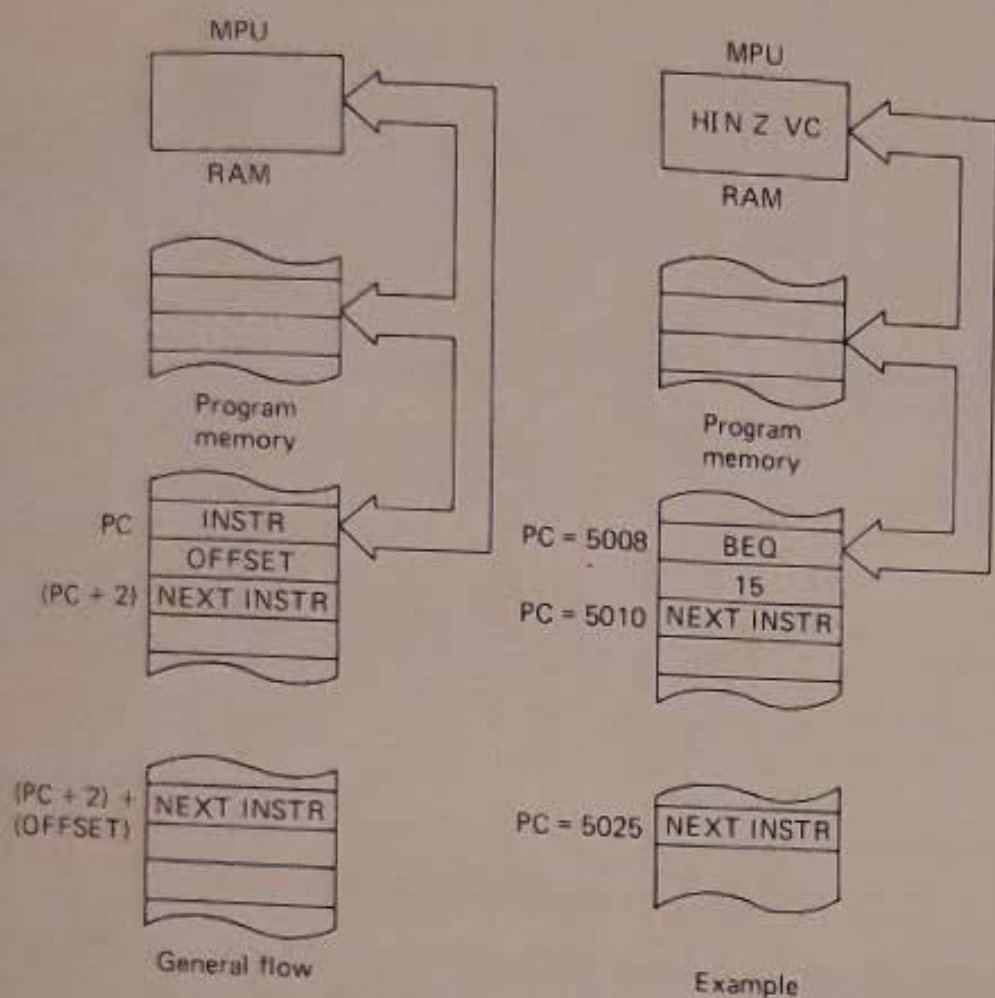 MPU
RAM
Program
memory
PC
INSTR
OFFSET
(PC + 2)
NEXT INSTR
(PC + 2) +
(OFFSET)
NEXT INSTR
General flow
MPU
HIN Z VC
RAM
Program
memory
PC = 5008
BEQ
15
PC = 5010
NEXT INSTR
PC = 5025
NEXT INSTR
Example